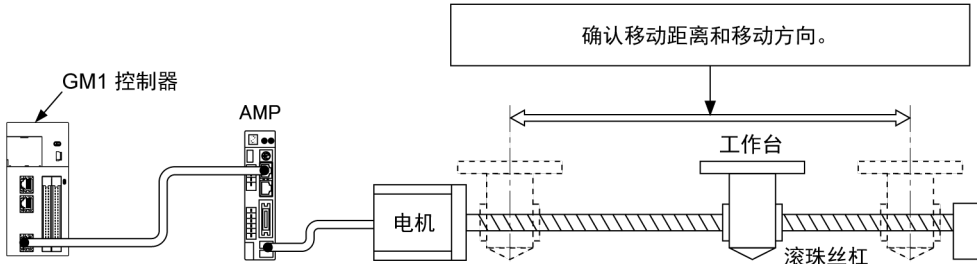 确认移动距离和移动方向。
GM1 控制器
AMP
工作台
电机
滚珠丝杠